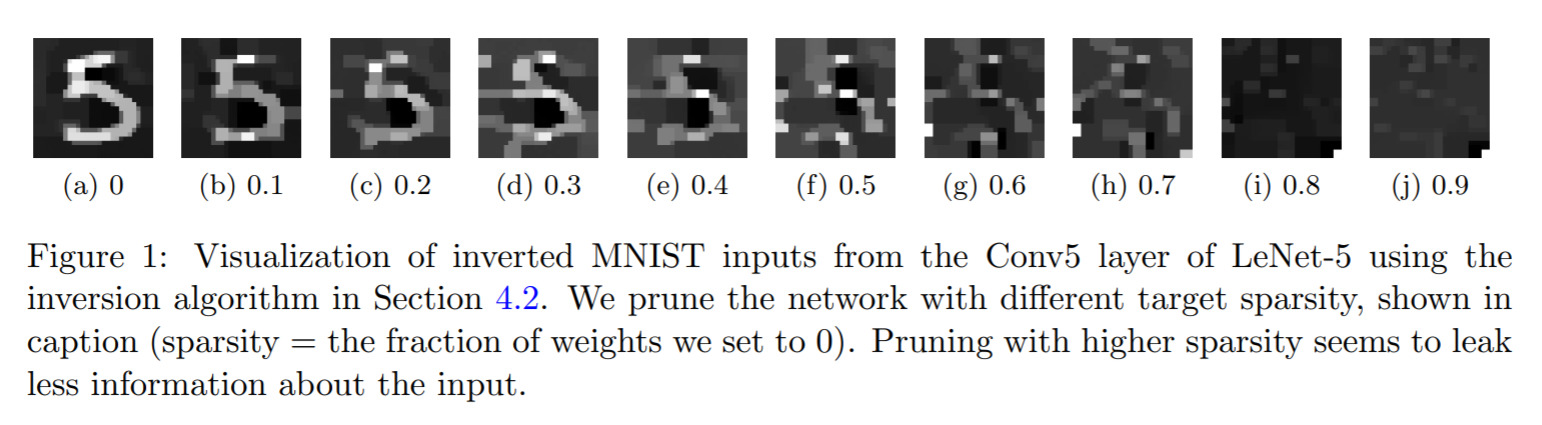 (a) 0 (b) 0.1 (c) 0.2 (d) 0.3 (e) 0.4 (f) 0.5 (g) 0.6 (h) 0.7 (i) 0.8 (j) 0.9
Figure 1: Visualization of inverted MNIST inputs from the Conv5 layer of LeNet-5 using the
inversion algorithm in Section 4.2. We prune the network with different target sparsity, shown in
caption (sparsity = the fraction of weights we set to 0). Pruning with higher sparsity seems to leak
less information about the input.